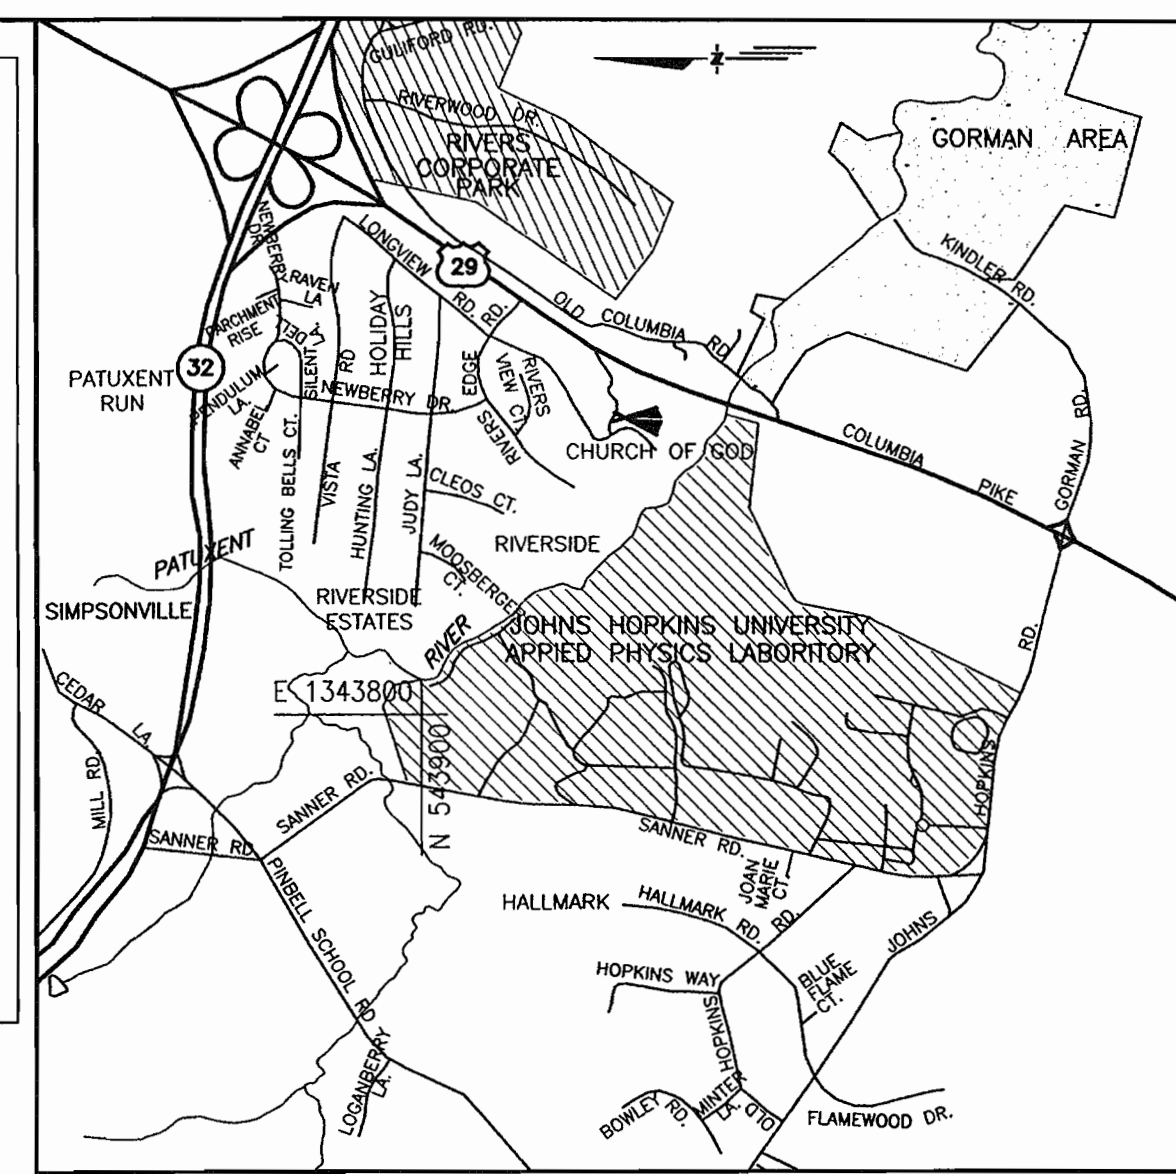 GULIFORD RD.
RIVERWOOD DR.
RIVERS
CORPORATE
PARK
GORMAN AREA
KINDLER RD.
NEWBERRY
DR.
LONGVIEW
RD.
29
RAVEN
LA
PARCHMENT
RISE
DELL
LA.
HOLIDAY
HILLS
RD.
OLD COLUMBIA
RD.
32
PATUXENT
RUN
PENDULUM
LA.
ANNABEL
CT
SILENT
RD
NEWBERRY DR.
EDGE
RIVERS
RIVERS
VIEW CT.
CHURCH OF GOD
COLUMBIA
PIKE
GORMAN RD.
TOLLING BELLS CT.
VISTA
HUNTING LA.
JUDY LA.
CLEOS CT.
PATUXENT
RIVERSIDE
MOOSBERGER
CT.
SIMPSONVILLE
RIVERSIDE
ESTATES
RIVER
JOHNS HOPKINS UNIVERSITY
APPIED PHYSICS LABORITORY
RD.
CEDAR
LA.
E 1343800
N 543900
MILL RD.
SANNER RD.
SANNER RD
SANNER RD.
HOPKINS
JOAN
MARIE
CT.
PINBELL SCHOOL RD
HALLMARK
HALLMARK
RD.
RD.
JOHNS
HOPKINS WAY
BLUE
FLAME
CT.
HOPKINS
LOGANBERRY
LA.
BOWLEY RD.
MINTER
LA.
OLD
FLAMEWOOD DR.